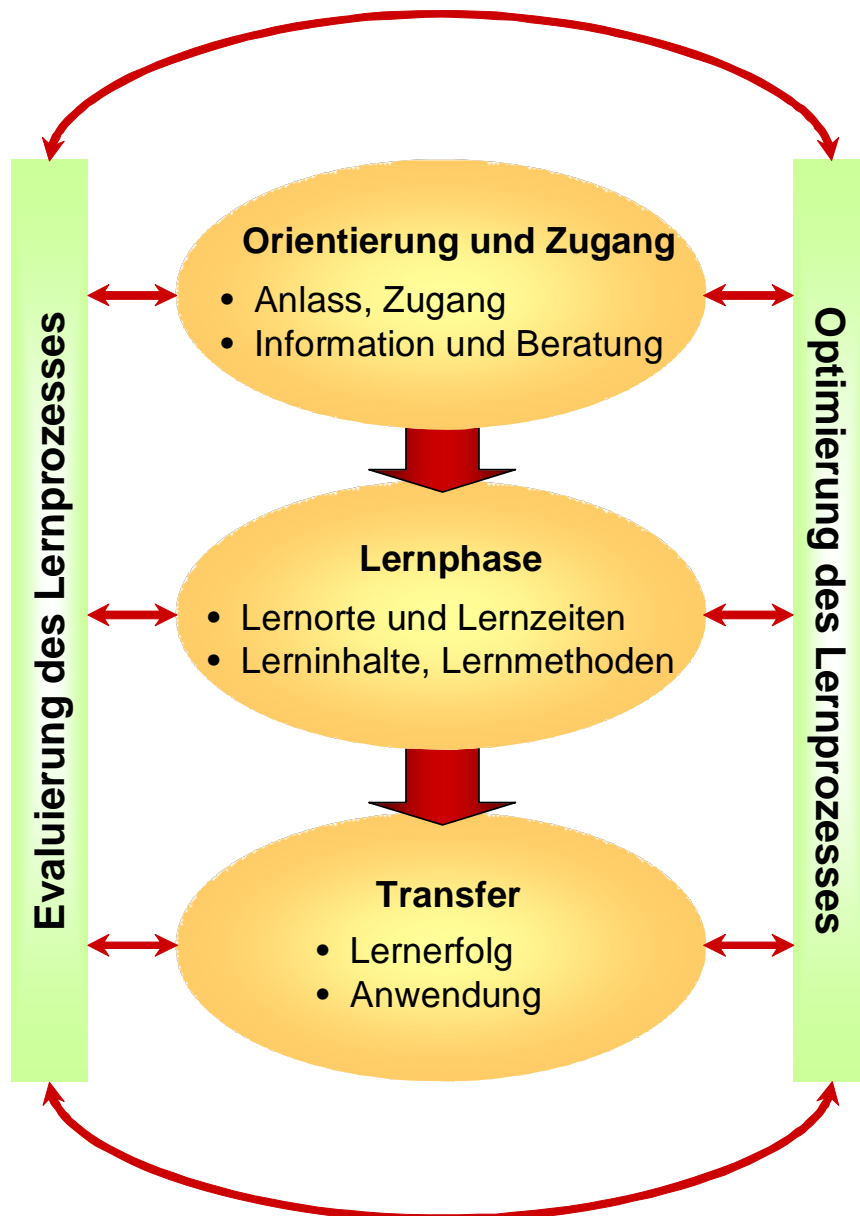 Evaluierung des Lernprozesses
Orientierung und Zugang
• Anlass, Zugang
• Information und Beratung
Lernphase
• Lernorte und Lernzeiten
• Lerninhalte, Lernmethoden
Transfer
• Lernerfolg
• Anwendung
Optimierung des Lernprozesses